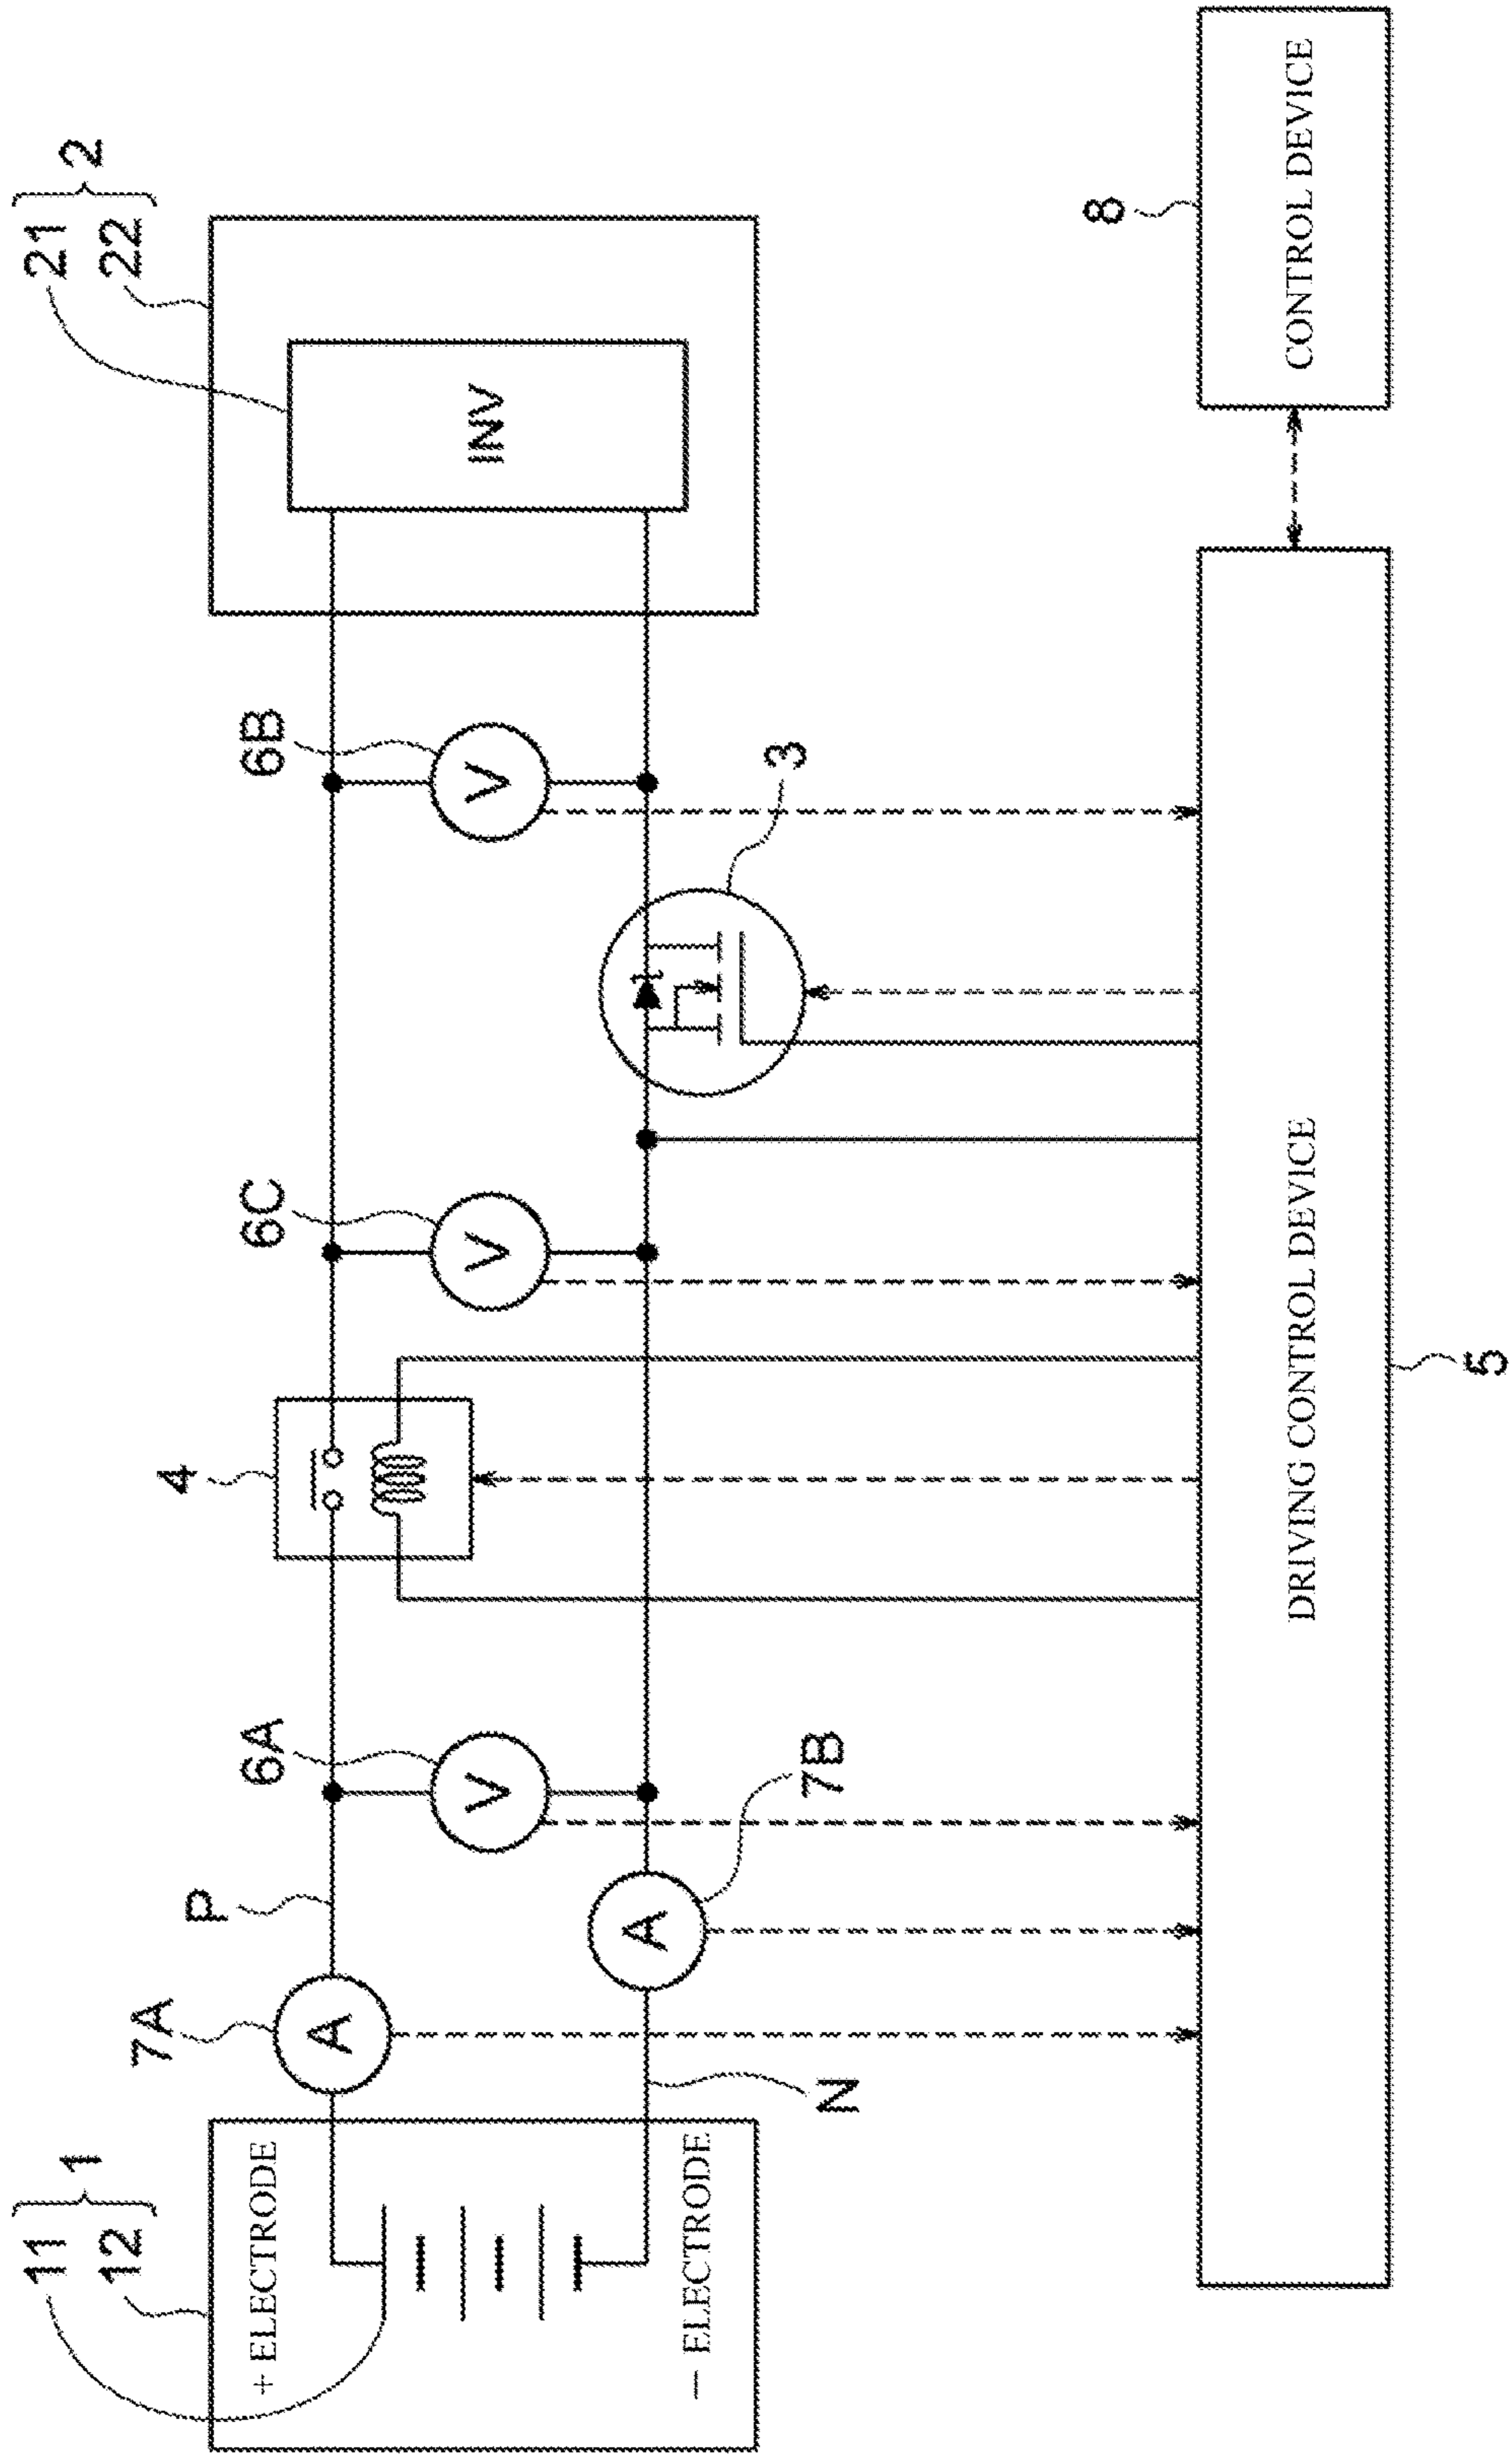 11
12
1
+ ELECTRODE
− ELECTRODE
7A
A
P
N
7B
A
6A
V
4
6C
V
3
6B
V
21
22
2
INV
DRIVING CONTROL DEVICE
5
8
CONTROL DEVICE